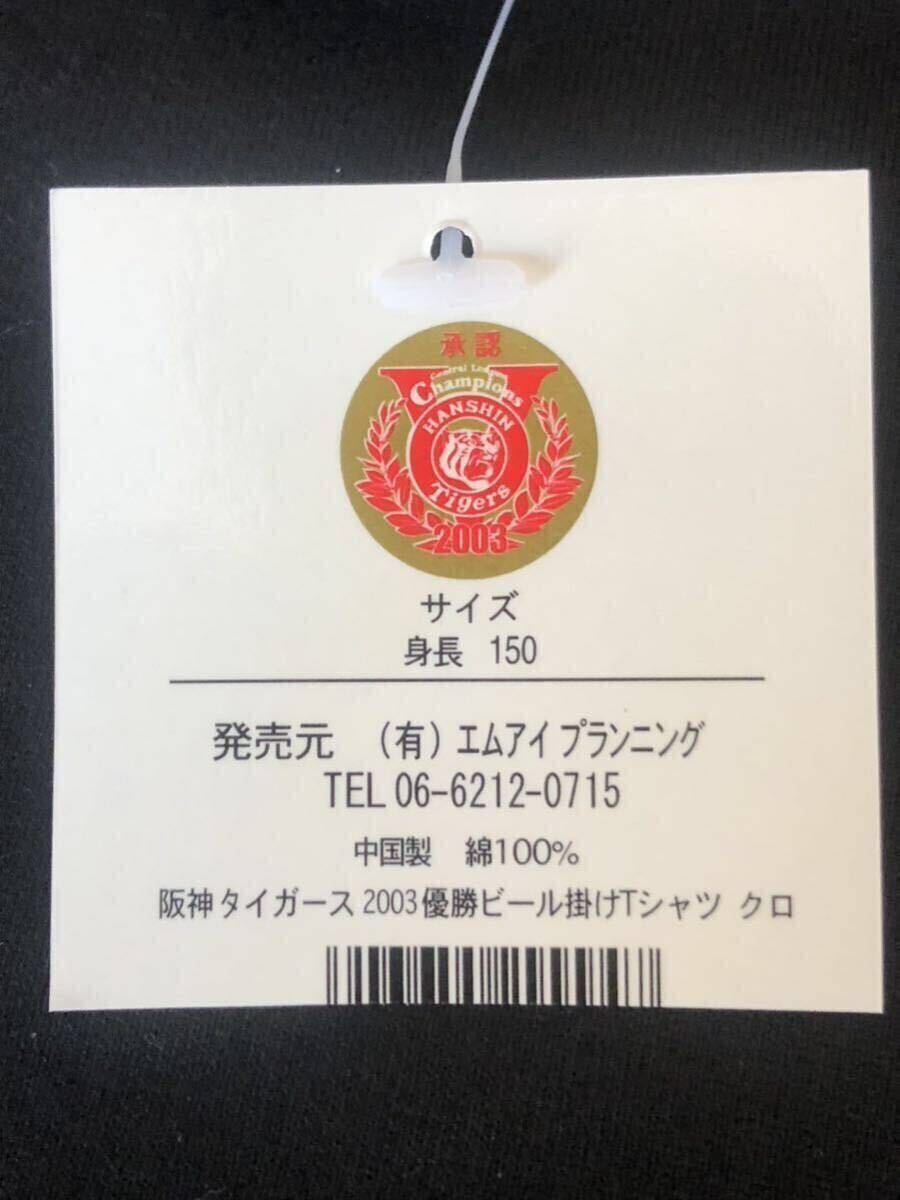 承認
Central League
Champions
HANSHIN
Tigers
2003
サイズ
身長 150
発売元 （有）エムアイプランニング
TEL 06-6212-0715
中国製 綿100%
阪神タイガース2003優勝ビール掛けTシャツ クロ